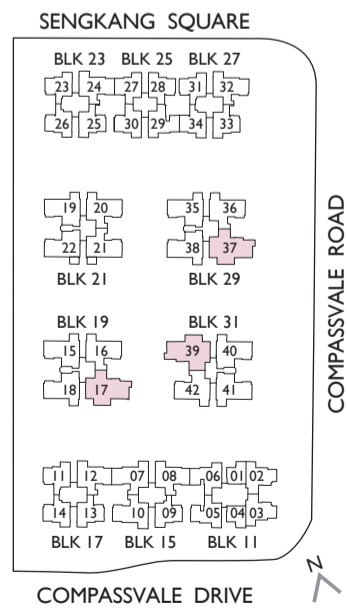 SENGKANG SQUARE
BLK 23 BLK 25 BLK 27
23 24 27 28 31 32
26 25 30 29 34 33
19 20 35 36
22 21 38 37
BLK 21 BLK 29
COMPASSVALE ROAD
BLK 19 BLK 31
15 16 39 40
18 17 42 41
11 12 07 08 06 01 02
14 13 10 09 05 04 03
BLK 17 BLK 15 BLK 11
N
COMPASSVALE DRIVE